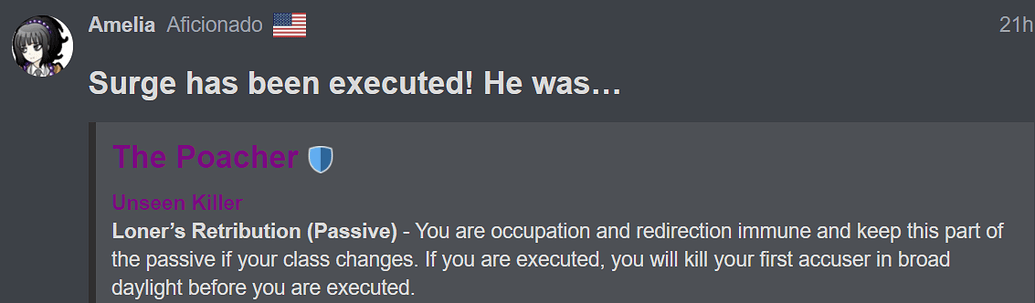 Amelia Aficionado 21h
Surge has been executed! He was…
The Poacher
Unseen Killer
Loner’s Retribution (Passive) - You are occupation and redirection immune and keep this part of
the passive if your class changes. If you are executed, you will kill your first accuser in broad
daylight before you are executed.